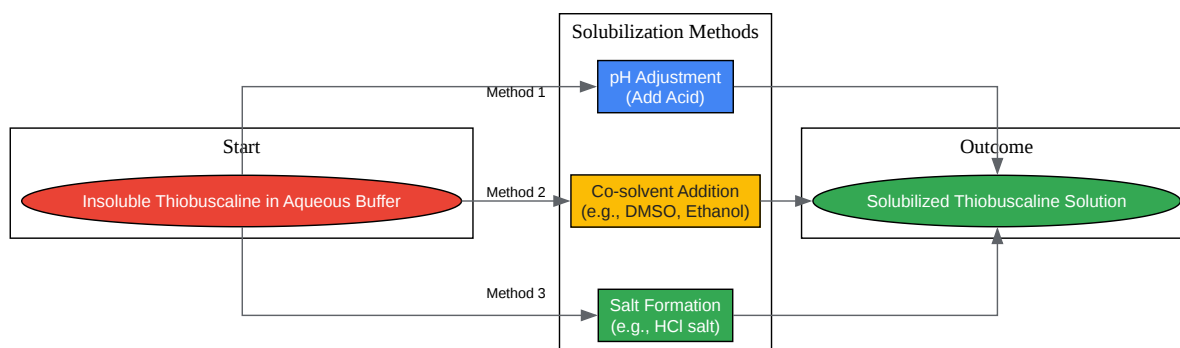 Solubilization Methods
Method 1
pH Adjustment
(Add Acid)
Start
Insoluble Thiobuscaline in Aqueous Buffer
Method 2
Co-solvent Addition
(e.g., DMSO, Ethanol)
Outcome
Solubilized Thiobuscaline Solution
Method 3
Salt Formation
(e.g., HCl salt)